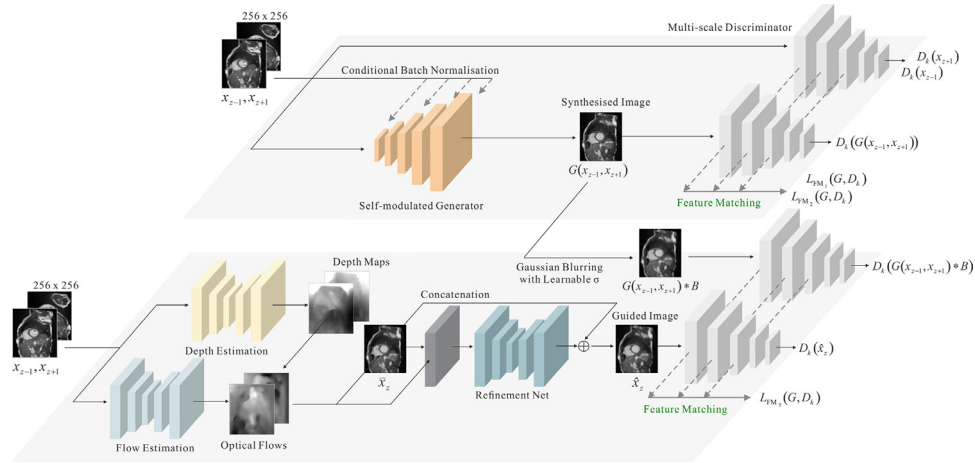 256 x 256
x_{z−1}, x_{z+1}
Conditional Batch Normalisation
Self-modulated Generator
Synthesised Image
G(x_{z−1}, x_{z+1})
Multi-scale Discriminator
D_k(x_{z+1})
D_k(x_{z−1})
D_k(G(x_{z−1}, x_{z+1}))
L_{FM_1}(G, D_k)
L_{FM_2}(G, D_k)
Feature Matching
Gaussian Blurring
with Learnable σ
G(x_{z−1}, x_{z+1}) * B
D_k(G(x_{z−1}, x_{z+1}) * B)
256 x 256
x_{z−1}, x_{z+1}
Depth Estimation
Depth Maps
Flow Estimation
Optical Flows
Concatenation
x̄_z
Refinement Net
⊕
Guided Image
x̂_z
D_k(x̂_z)
Feature Matching
L_{FM_3}(G, D_k)